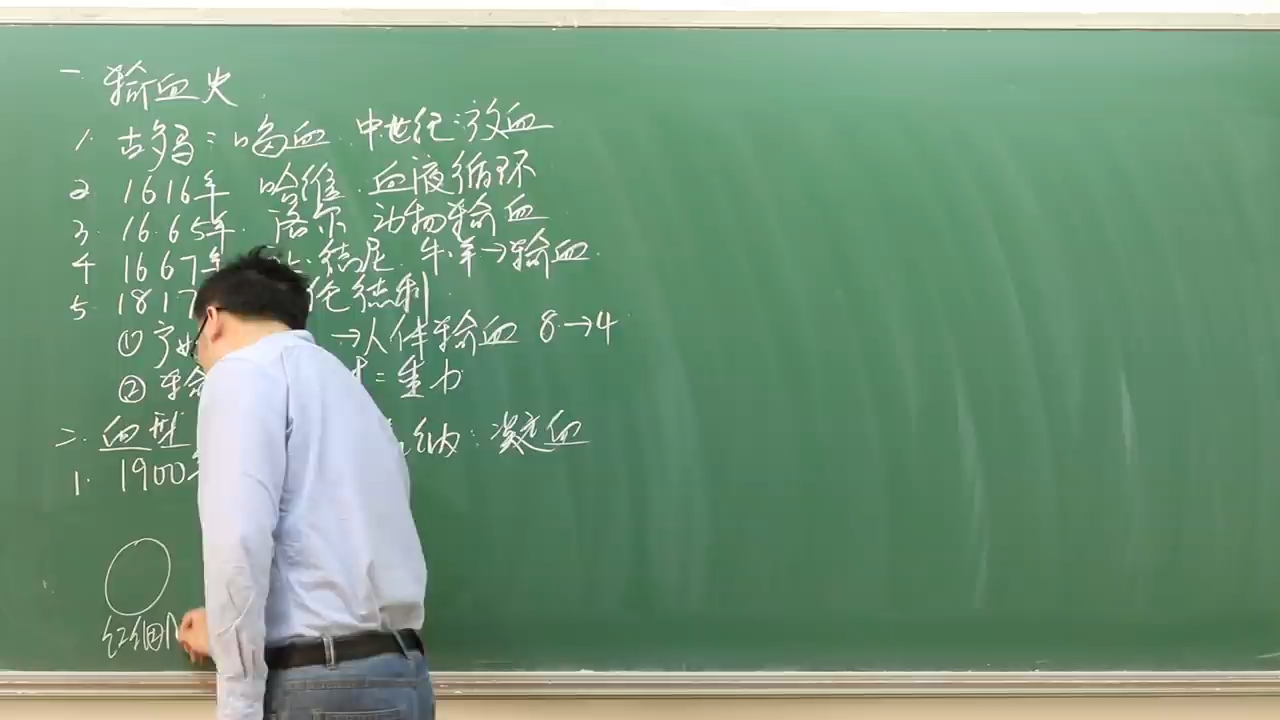 一 输血史
1. 古罗马：喝血 中世纪：放血
2 1616年 哈维 血液循环
3. 1665年 洛尔 动物输血
4 1667年 德尼 牛.羊→输血
5. 1817 伦德利
① →人体输血 8→4
② 输 = 重力
二. 血型 纳：凝血
1. 1900年
红细